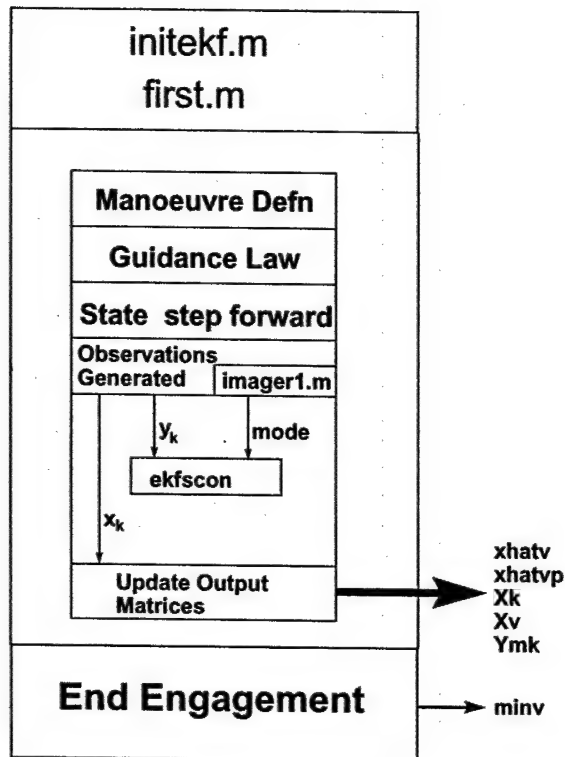 initekf.m
first.m
Manoeuvre Defn
Guidance Law
State step forward
Observations
Generated
imager1.m
yk
mode
ekfscon
xk
Update Output
Matrices
xhatv
xhatvp
Xk
Xv
Ymk
End Engagement
minv